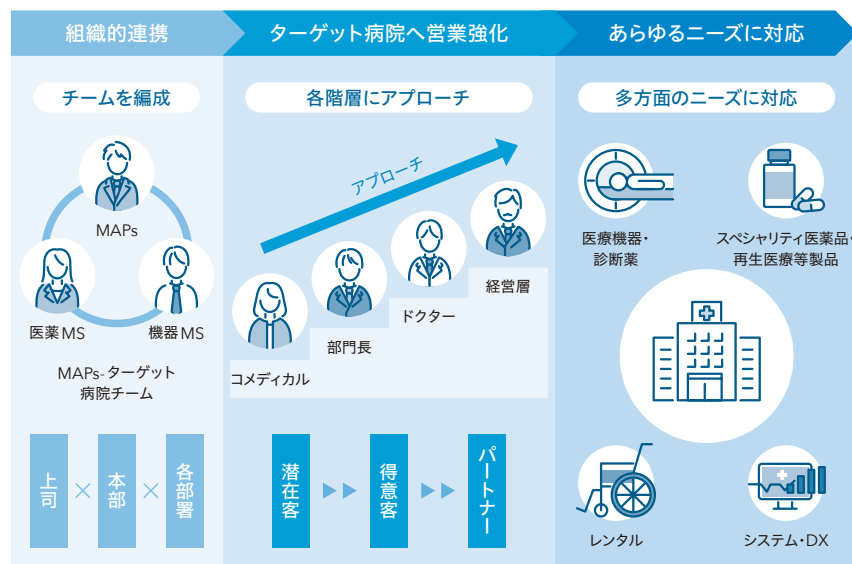 組織的連携
ターゲット病院へ営業強化
あらゆるニーズに対応
チームを編成
MAPs
医薬MS
機器MS
MAPs-ターゲット
病院チーム
上司
×
本部
×
各部署
各階層にアプローチ
アプローチ
コメディカル
部門長
ドクター
経営層
潜在客
得意客
パートナー
多方面のニーズに対応
医療機器・
診断薬
スペシャリティ医薬品・
再生医療等製品
レンタル
システム・DX